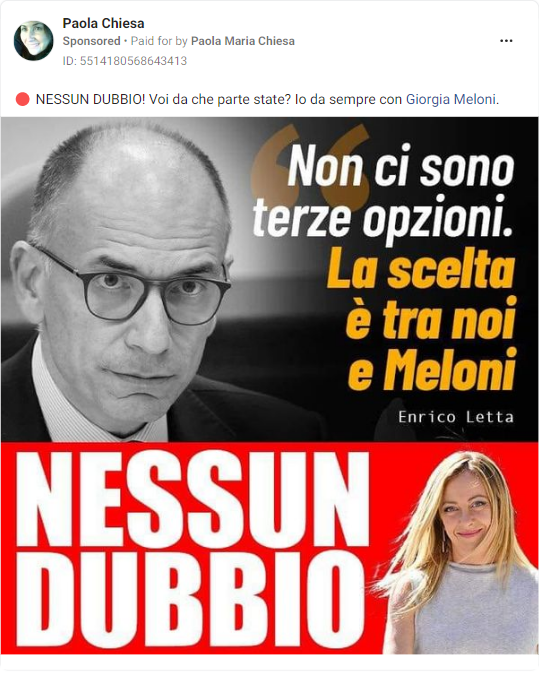 Paola Chiesa
Sponsored • Paid for by Paola Maria Chiesa
ID: 5514180568643413
NESSUN DUBBIO! Voi da che parte state? Io da sempre con Giorgia Meloni.
“Non ci sono
terze opzioni.
La scelta
è tra noi
e Meloni
Enrico Letta
NESSUN
DUBBIO